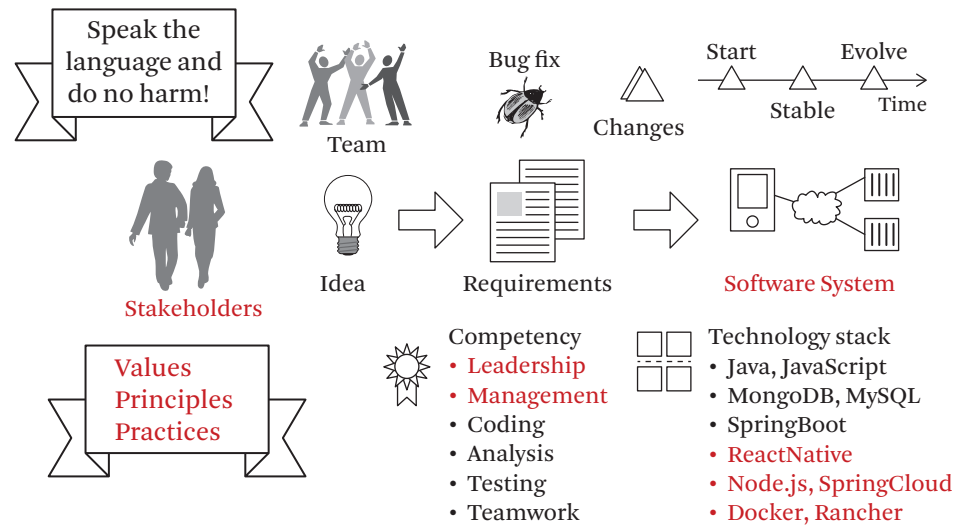 Speak the
language and
do no harm!
Team
Bug fix
Changes
Start
Evolve
Stable
Time
Stakeholders
Idea
Requirements
Software System
Values
Principles
Practices
Competency
• Leadership
• Management
• Coding
• Analysis
• Testing
• Teamwork
Technology stack
• Java, JavaScript
• MongoDB, MySQL
• SpringBoot
• ReactNative
• Node.js, SpringCloud
• Docker, Rancher